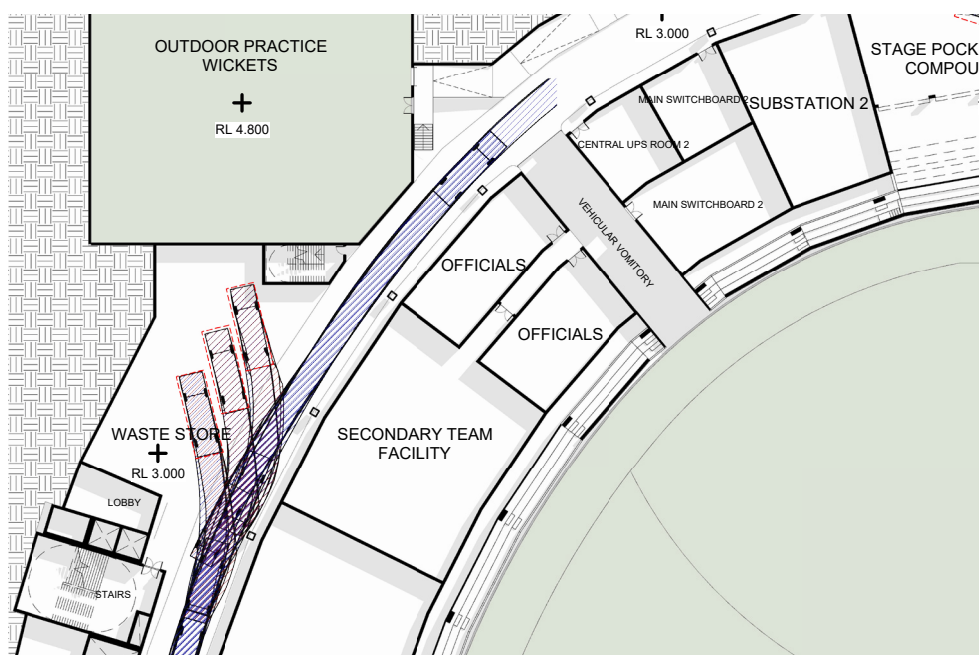 OUTDOOR PRACTICE
WICKETS
RL 4.800
RL 3.000
STAGE POCK
COMPOU
MAIN SWITCHBOARD 2
SUBSTATION 2
CENTRAL UPS ROOM 2
MAIN SWITCHBOARD 2
VEHICULAR VOMITORY
OFFICIALS
OFFICIALS
WASTE STORE
RL 3.000
SECONDARY TEAM
FACILITY
LOBBY
STAIRS